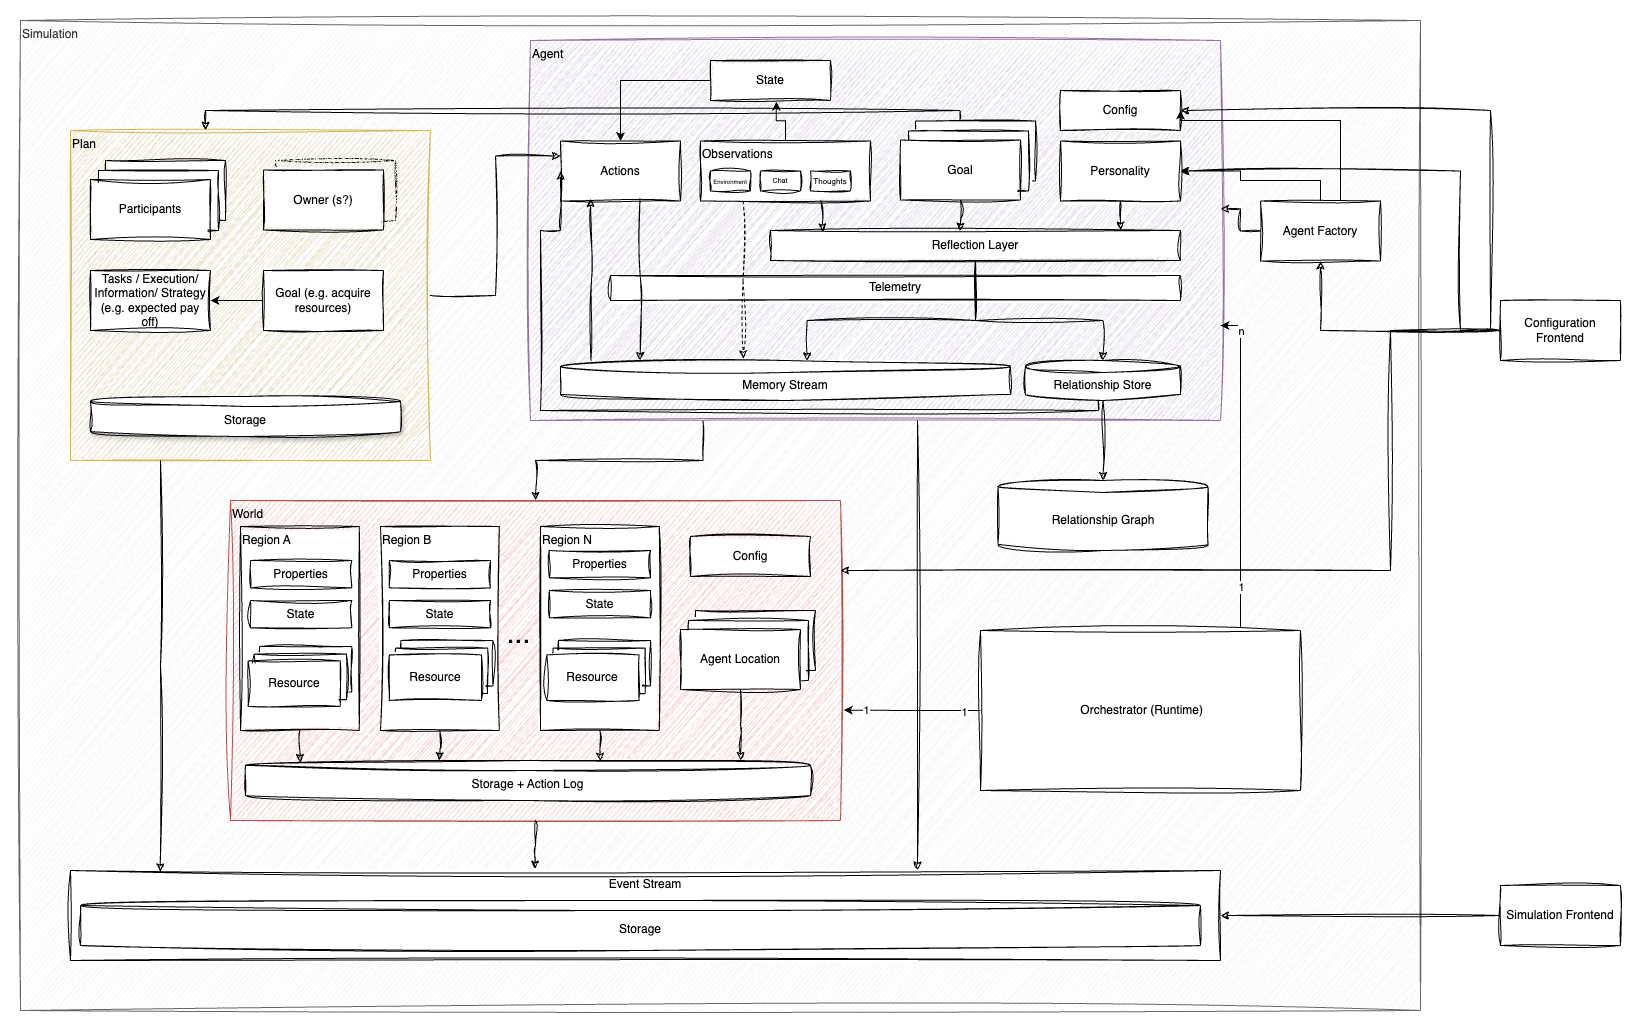 Simulation
Agent
State
Config
Plan
Participants
Owner (s?)
Actions
Observations
Environment
Chat
Thoughts
Goal
Personality
Agent Factory
Reflection Layer
Tasks / Execution/
Information/ Strategy
(e.g. expected pay
off)
Goal (e.g. acquire
resources)
Telemetry
n
Configuration
Frontend
Memory Stream
Relationship Store
Storage
Relationship Graph
World
Region A
Properties
State
Resource
Region B
Properties
State
Resource
...
Region N
Properties
State
Resource
Config
Agent Location
1
1
1
Orchestrator (Runtime)
Storage + Action Log
Event Stream
Storage
Simulation Frontend